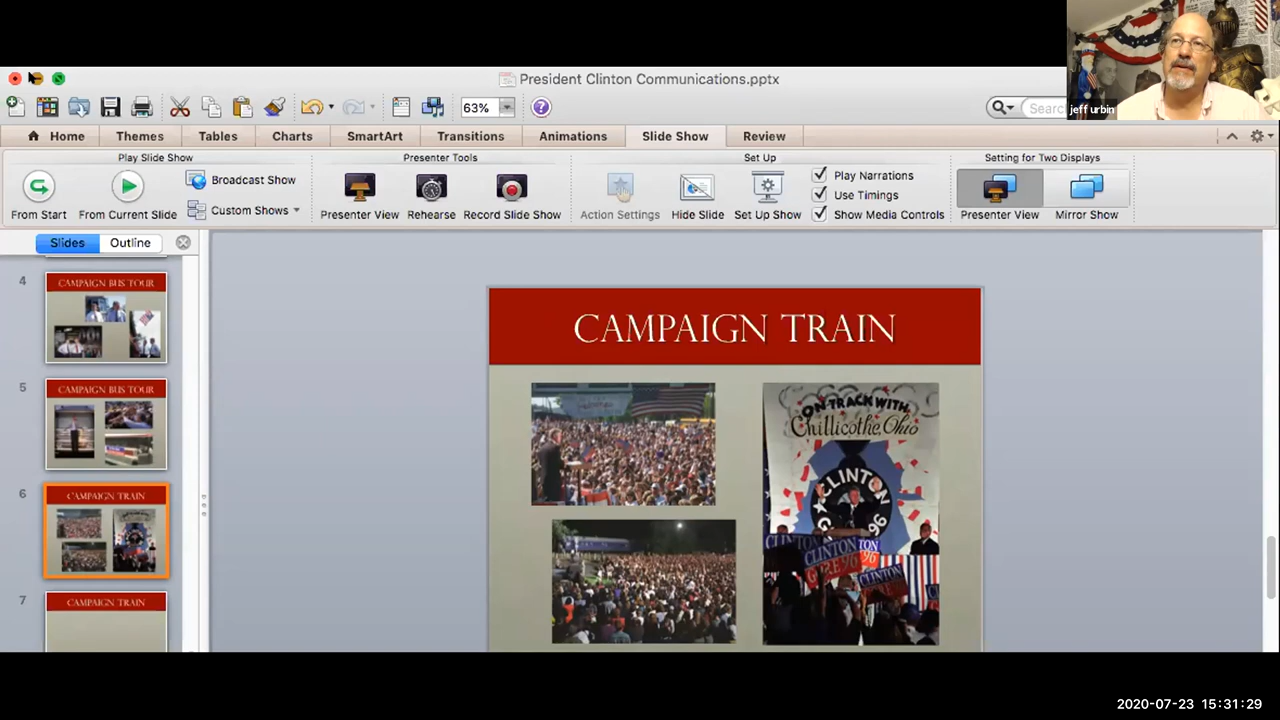 President Clinton Communications.pptx
jeff urbin
63%
Home Themes Tables Charts SmartArt Transitions Animations Slide Show Review
Play Slide Show
From Start
From Current Slide
Broadcast Show
Custom Shows
Presenter Tools
Presenter View
Rehearse
Record Slide Show
Set Up
Action Settings
Hide Slide
Set Up Show
Play Narrations
Use Timings
Show Media Controls
Setting for Two Displays
Presenter View
Mirror Show
Slides Outline
4
CAMPAIGN BUS TOUR
5
CAMPAIGN BUS TOUR
6
CAMPAIGN TRAIN
7
CAMPAIGN TRAIN
CAMPAIGN TRAIN
ON TRACK WITH
Chillicothe, Ohio
CLINTON
96
CLINTON
CLINTON
CLINTON
2020-07-23 15:31:29